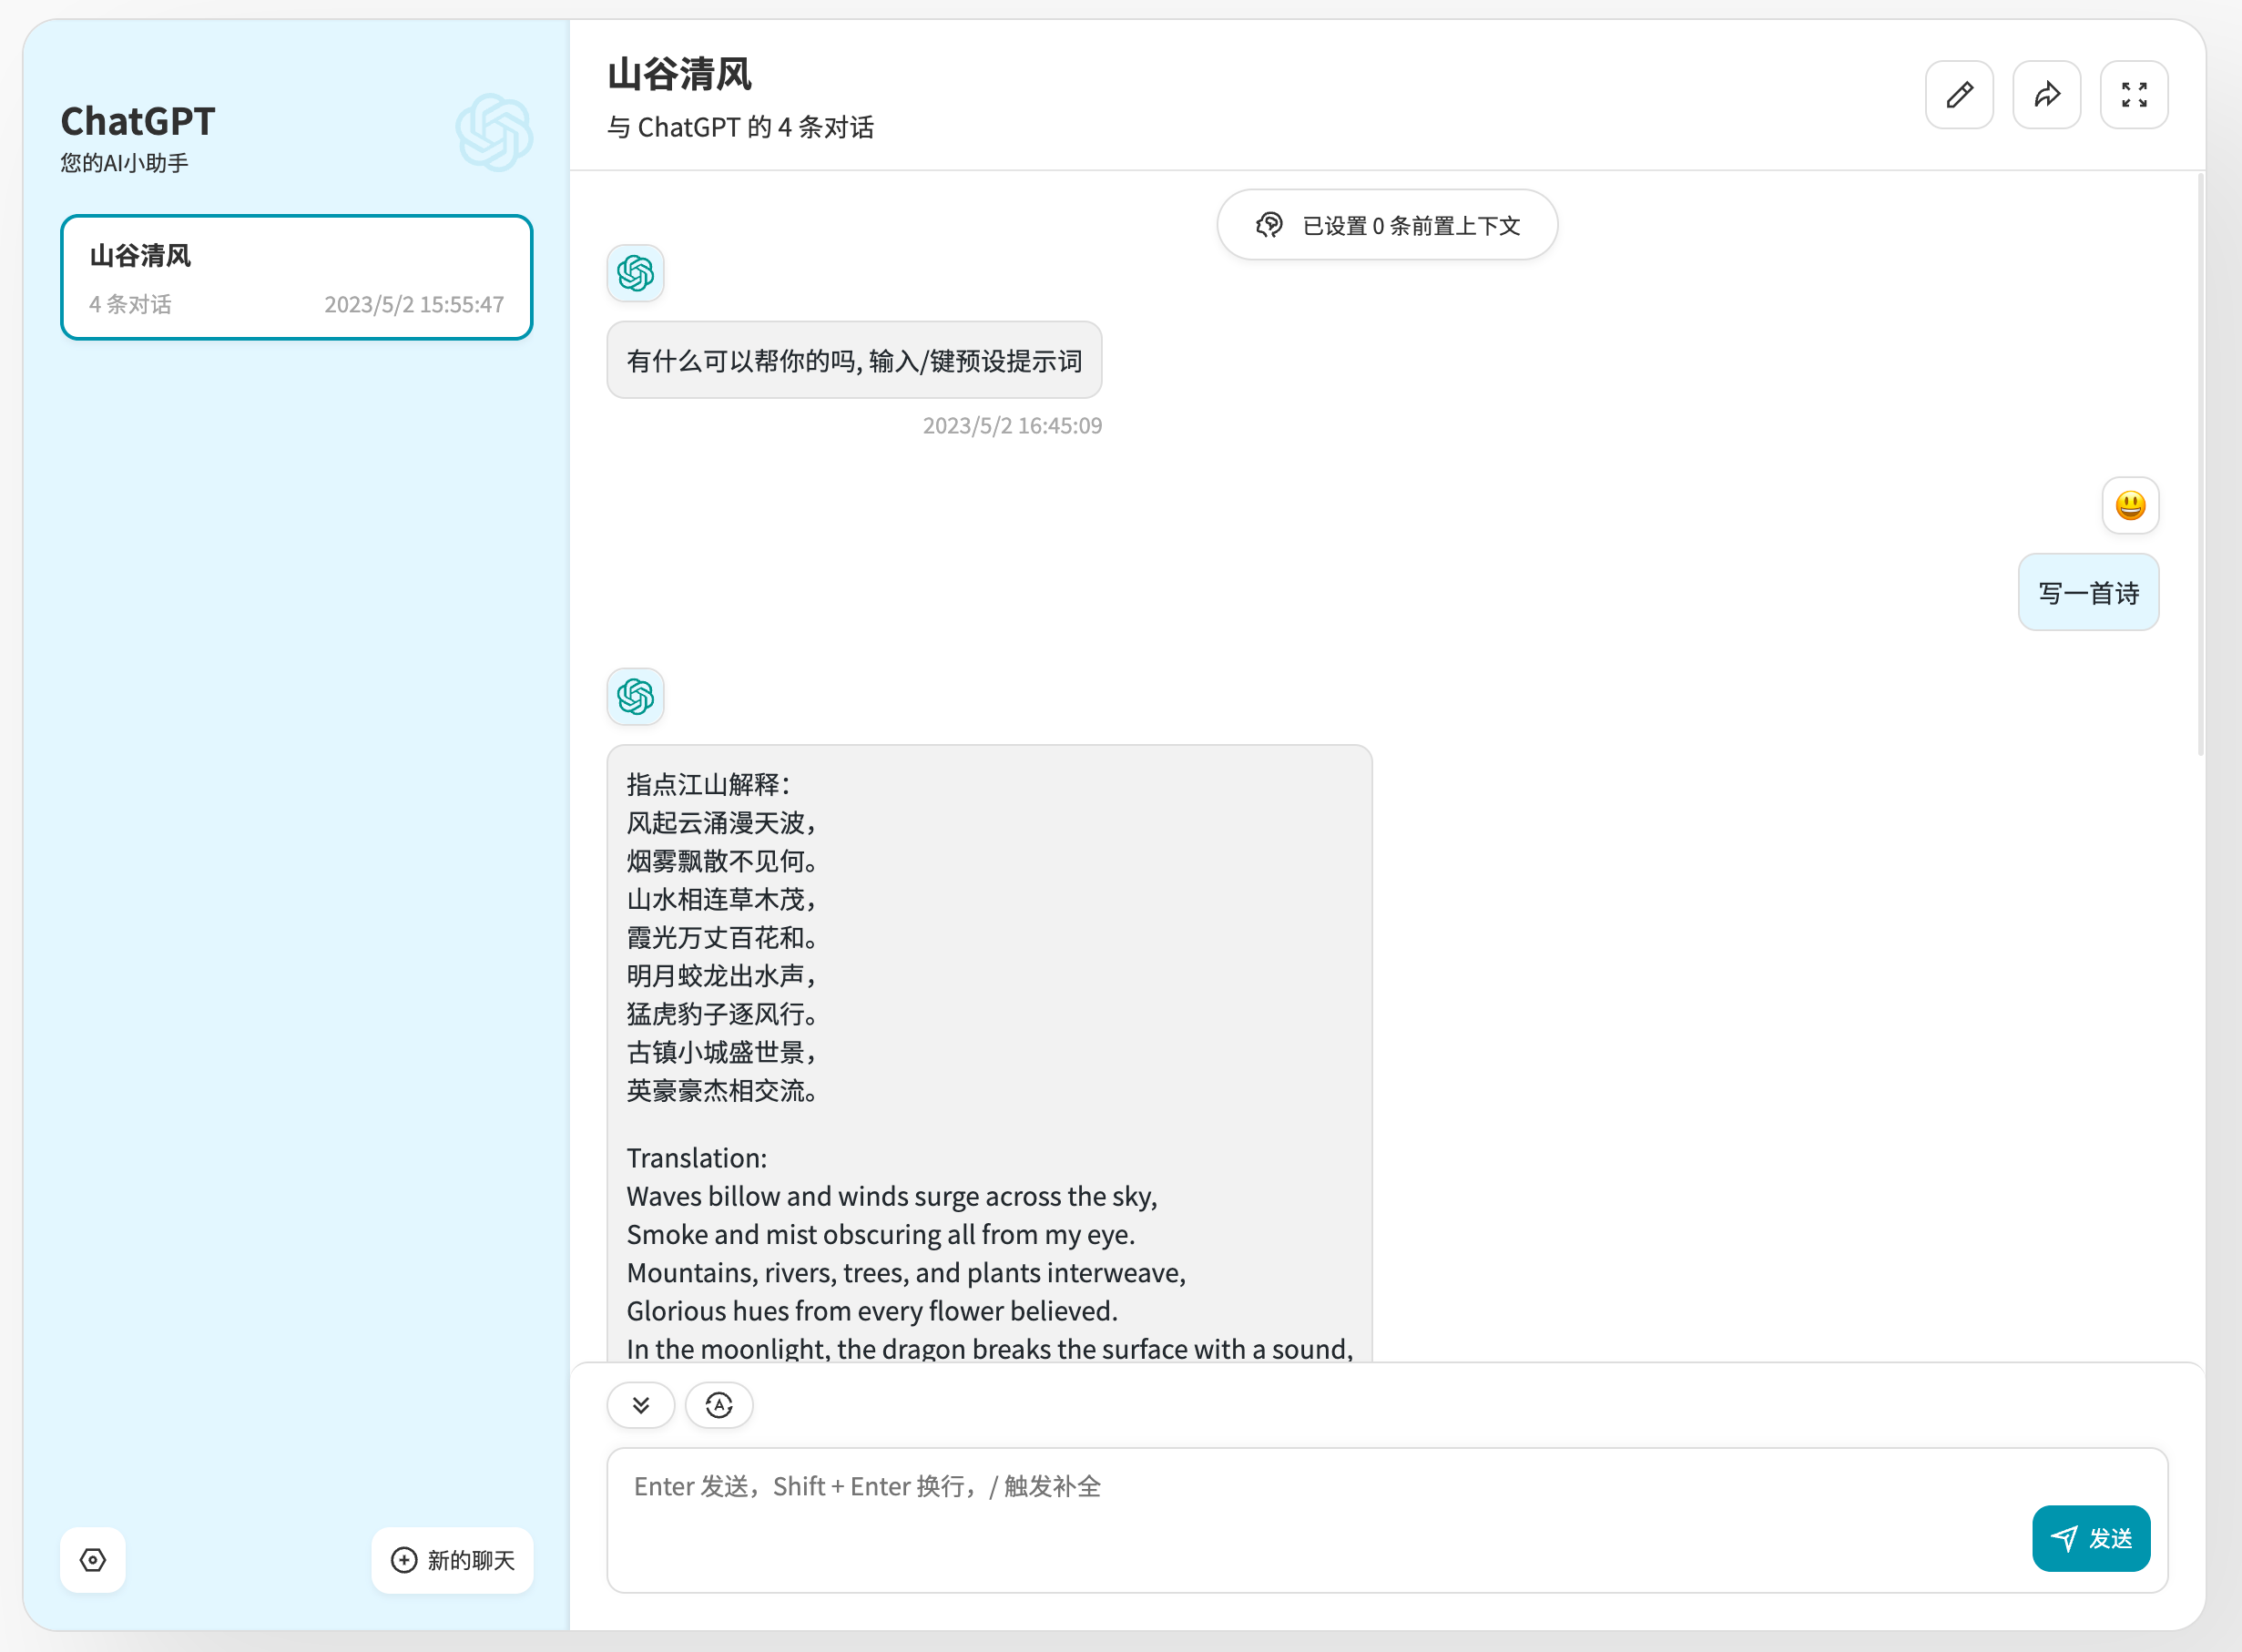 ChatGPT
您的AI小助手
山谷清风
4 条对话
2023/5/2 15:55:47
新的聊天
山谷清风
与 ChatGPT 的 4 条对话
已设置 0 条前置上下文
有什么可以帮你的吗, 输入/键预设提示词
2023/5/2 16:45:09
写一首诗
指点江山解释：
风起云涌漫天波，
烟雾飘散不见何。
山水相连草木茂，
霞光万丈百花和。
明月蛟龙出水声，
猛虎豹子逐风行。
古镇小城盛世景，
英豪豪杰相交流。
Translation:
Waves billow and winds surge across the sky,
Smoke and mist obscuring all from my eye.
Mountains, rivers, trees, and plants interweave,
Glorious hues from every flower believed.
In the moonlight, the dragon breaks the surface with a sound,
A
Enter 发送，Shift + Enter 换行，/ 触发补全
发送